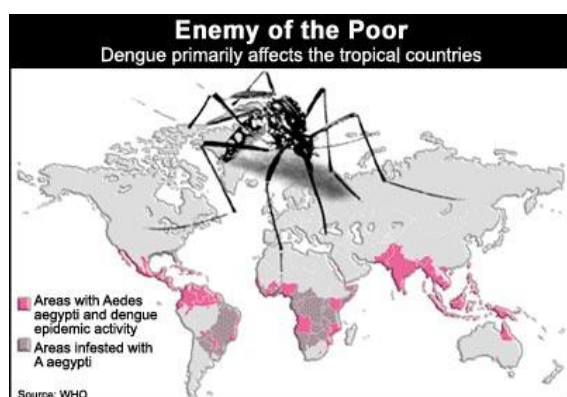 Enemy of the Poor
Dengue primarily affects the tropical countries
Areas with Aedes
aegypti and dengue
epidemic activity
Areas infested with
A aegypti
Source: WHO